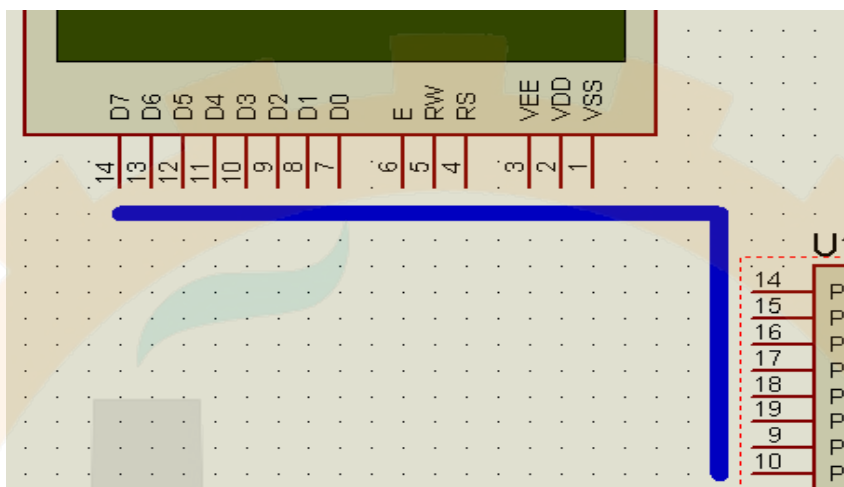 D7 D6 D5 D4 D3 D2 D1 D0 E RW RS VEE VDD VSS
14 13 12 11 10 9 8 7 6 5 4 3 2 1
14 P
15 P
16 P
17 P
18 P
19 P
9 P
10 P